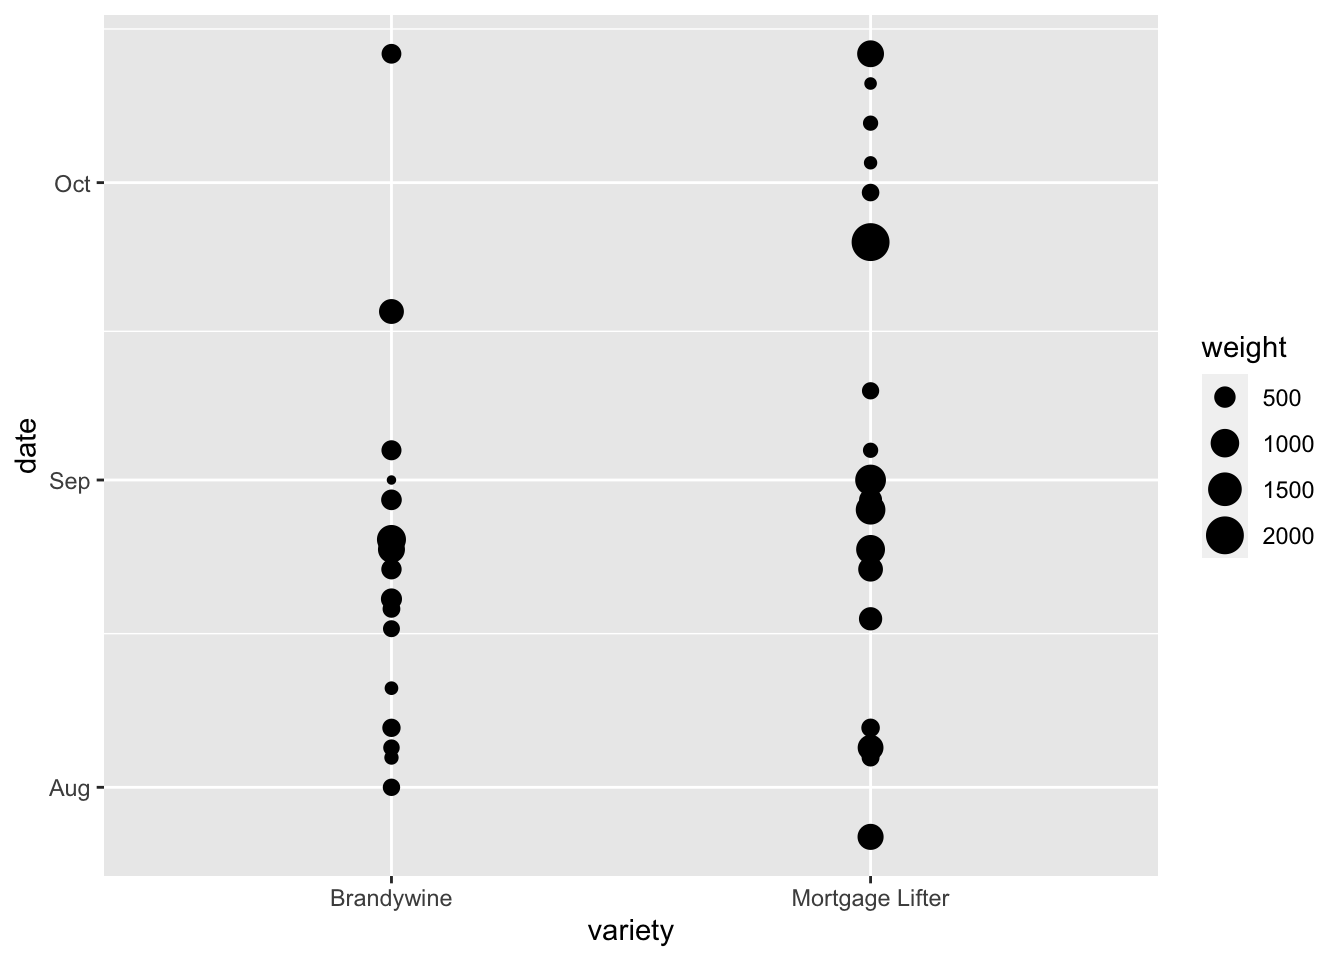 Oct
Sep
Aug
date
Brandywine
Mortgage Lifter
variety
weight
500
1000
1500
2000